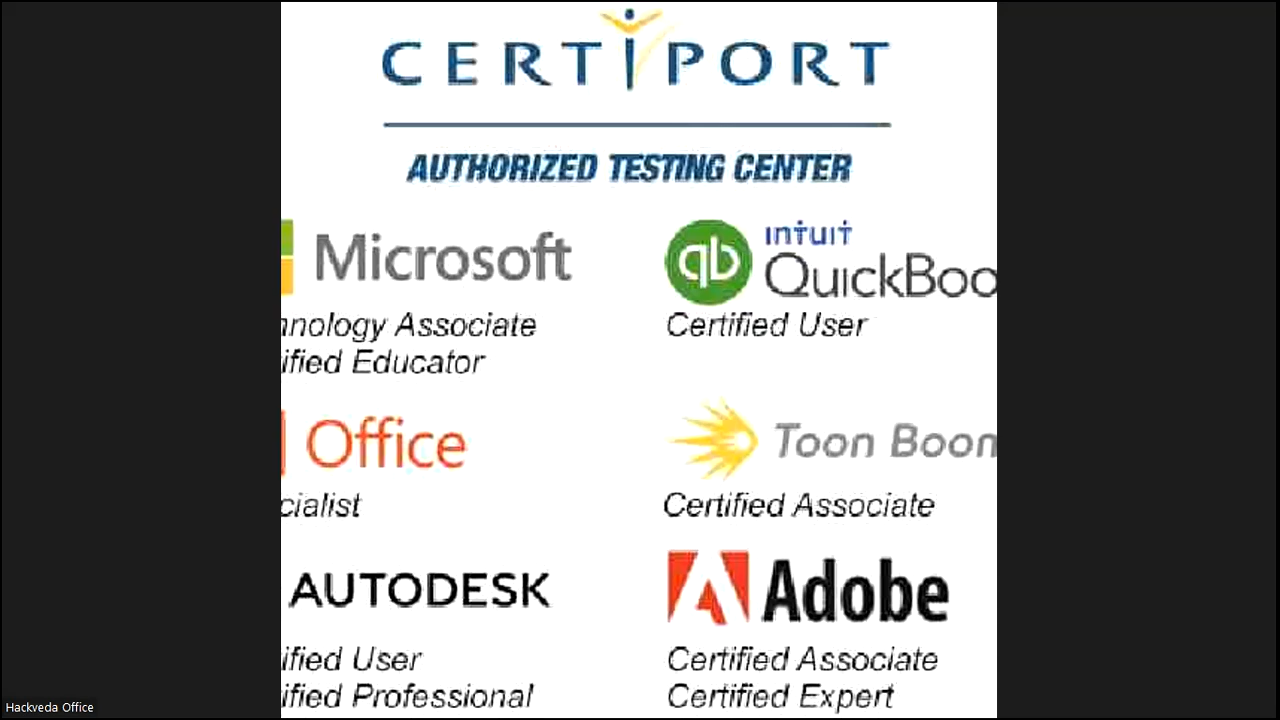 CERTIPORT
AUTHORIZED TESTING CENTER
Microsoft
hnology Associate
ified Educator
intuit
QuickBoo
Certified User
Office
cialist
Toon Boon
Certified Associate
AUTODESK
ified User
ified Professional
Adobe
Certified Associate
Certified Expert
Hackveda Office